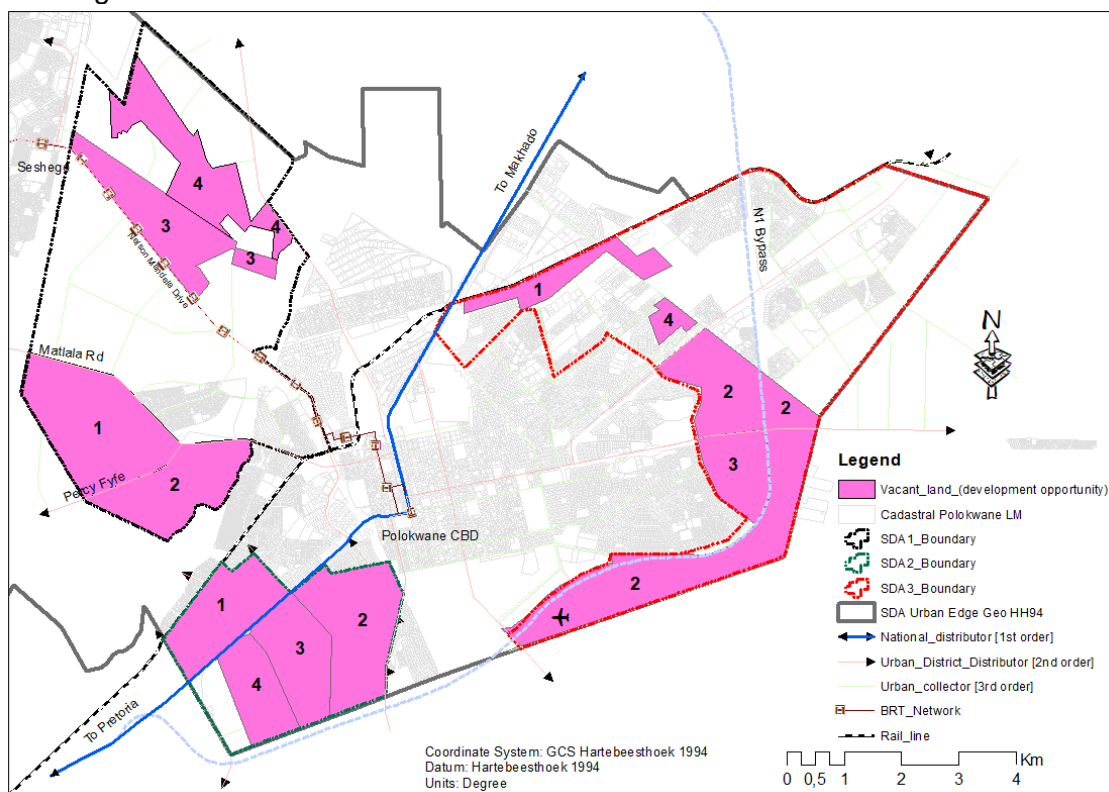 To Makhado
Seshego
4
3
4
3
Nelson Mandela Drive
N1 Bypass
1
4
N
Matlala Rd
1
2
2
2
3
Percy Fyfe
Polokwane CBD
2
1
2
3
4
To Pretoria
Legend
Vacant_land_(development opportunity)
Cadastral Polokwane LM
SDA1_Boundary
SDA2_Boundary
SDA3_Boundary
SDA Urban Edge Geo HH94
National_distributor [1st order]
Urban_District_Distributor [2nd order]
Urban_collector [3rd order]
BRT_Network
Rail_line
Coordinate System: GCS Hartebeesthoek 1994
Datum: Hartebeesthoek 1994
Units: Degree
Km
0 0,5 1 2 3 4